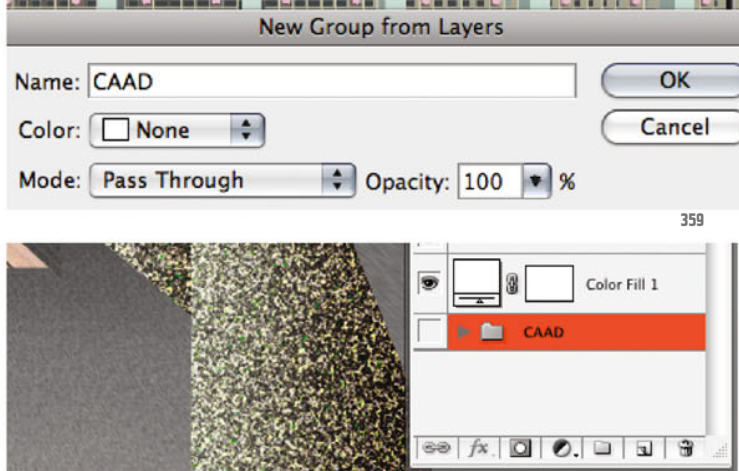 New Group from Layers
Name: CAAD
OK
Color: None
Cancel
Mode: Pass Through Opacity: 100 %
359
Color Fill 1
CAAD
fx.